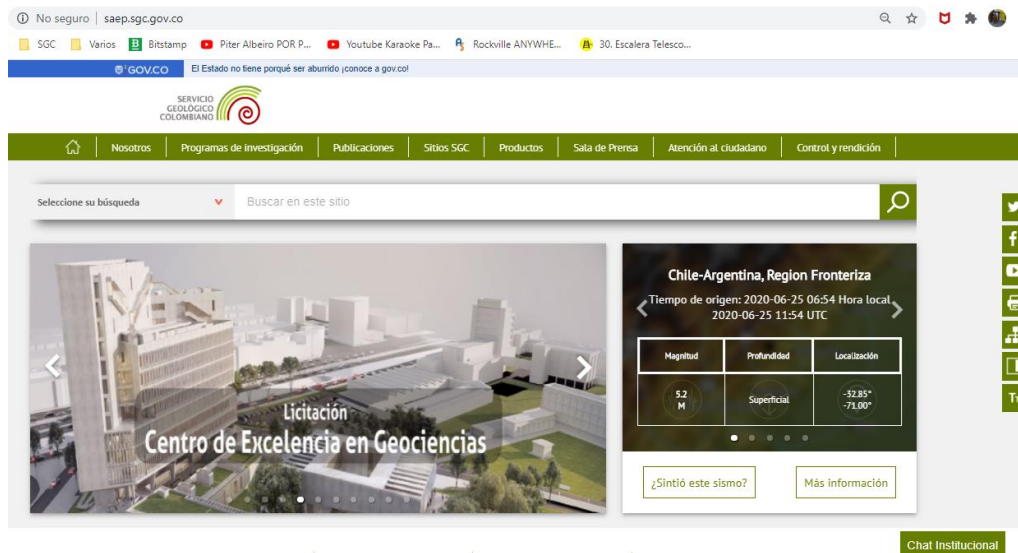 No seguro | saep.sgc.gov.co
SGC Varios Bitstamp Piter Albeiro POR P... Youtube Karaoke Pa... Rockville ANYWHE... 30. Escalera Telesco...
GOV.CO El Estado no tiene porqué ser aburrido ¡conoce a gov.co!
SERVICIO
GEOLÓGICO
COLOMBIANO
Nosotros Programas de investigación Publicaciones Sitios SGC Productos Sala de Prensa Atención al ciudadano Control y rendición
Seleccione su búsqueda Buscar en este sitio
Licitación
Centro de Excelencia en Geociencias
Chile-Argentina, Region Fronteriza
Tiempo de origen: 2020-06-25 06:54 Hora local
2020-06-25 11:54 UTC
Magnitud Profundidad Localización
5.2
M
Superficial
-32.85°
-71.00°
¿Sintió este sismo? Más información
Chat Institucional